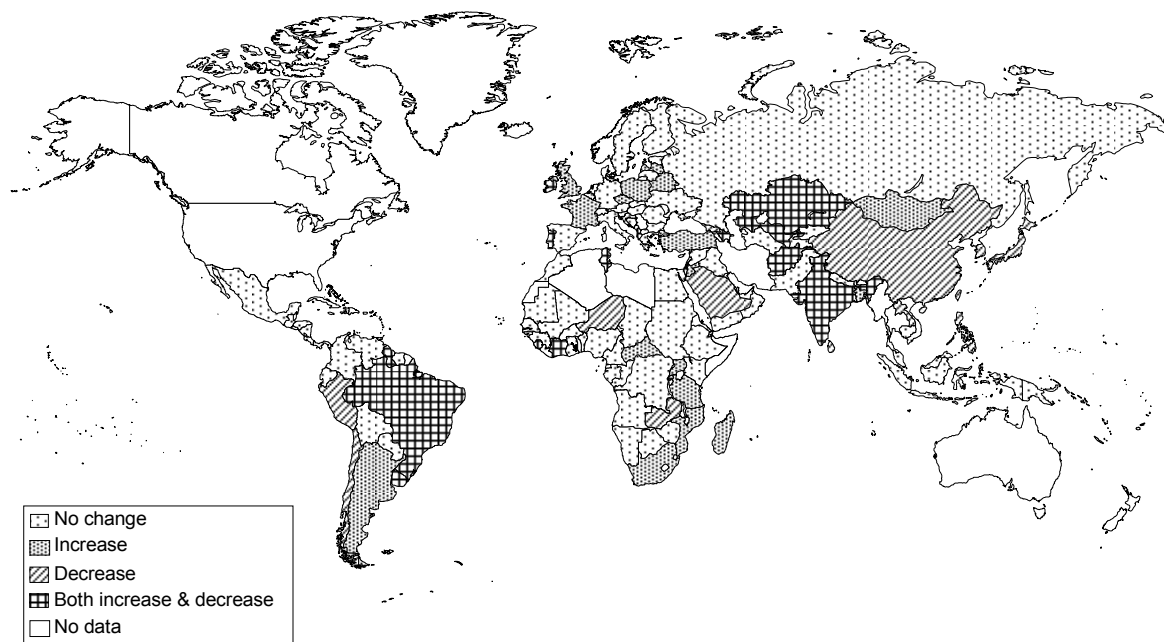 No change
Increase
Decrease
Both increase & decrease
No data